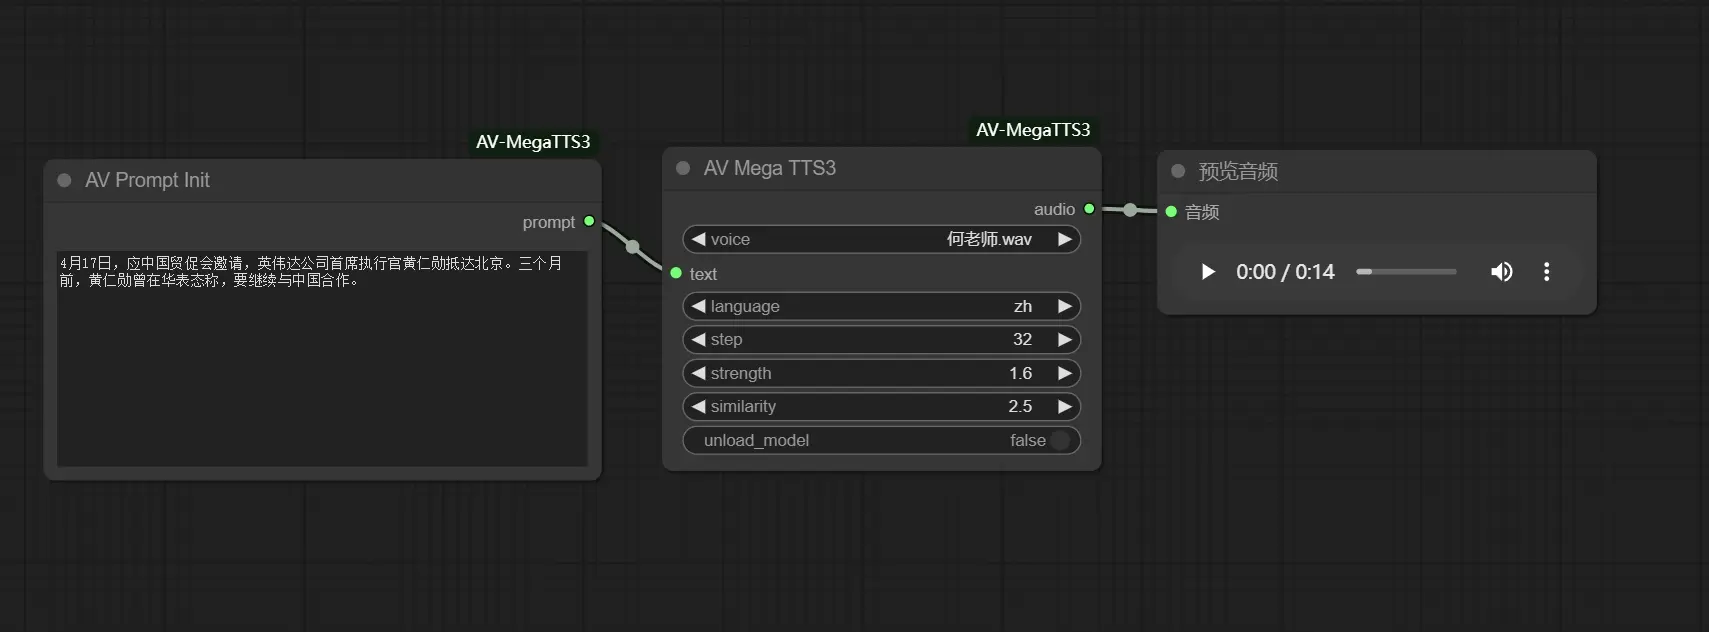 AV-MegaTTS3
AV Prompt Init
prompt
4月17日，应中国贸促会邀请，英伟达公司首席执行官黄仁勋抵达北京。三个月
前，黄仁勋曾在华表态称，要继续与中国合作。
AV-MegaTTS3
AV Mega TTS3
audio
voice 何老师.wav
text
language zh
step 32
strength 1.6
similarity 2.5
unload_model false
预览音频
音频
0:00 / 0:14